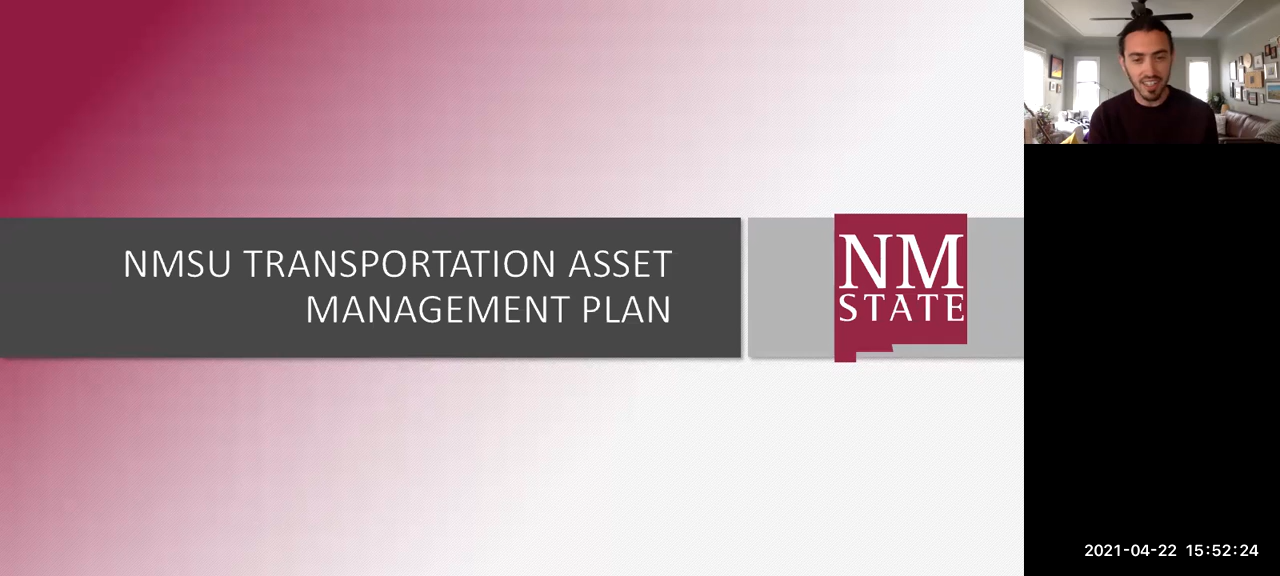 NMSU TRANSPORTATION ASSET
MANAGEMENT PLAN
NM
STATE
2021-04-22 15:52:24